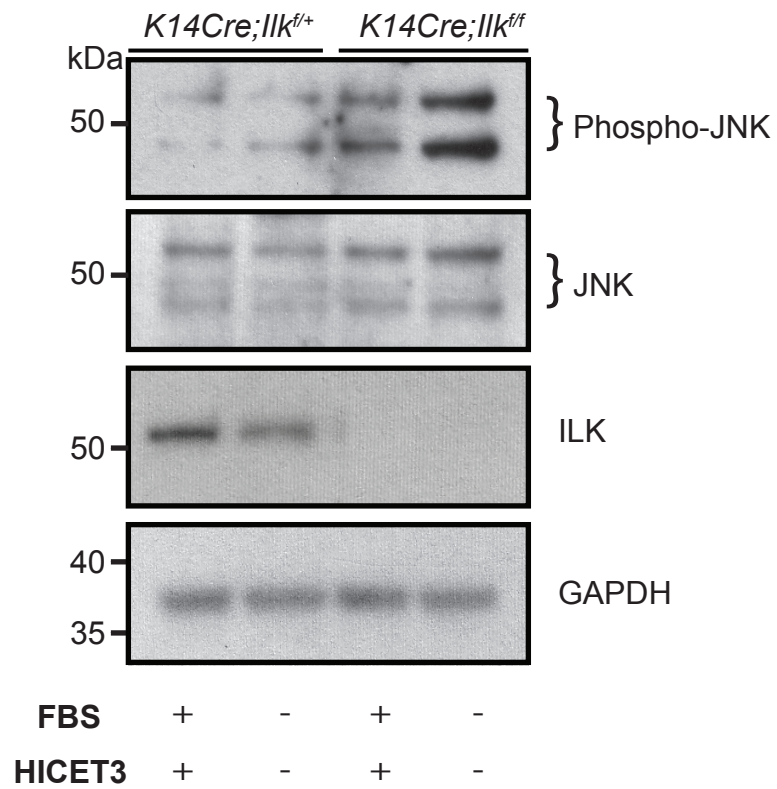 K14Cre;Ilkf/+ K14Cre;Ilkf/f
kDa
50 } Phospho-JNK
50 } JNK
50 ILK
40
GAPDH
35
FBS + - + -
HICET3 + - + -